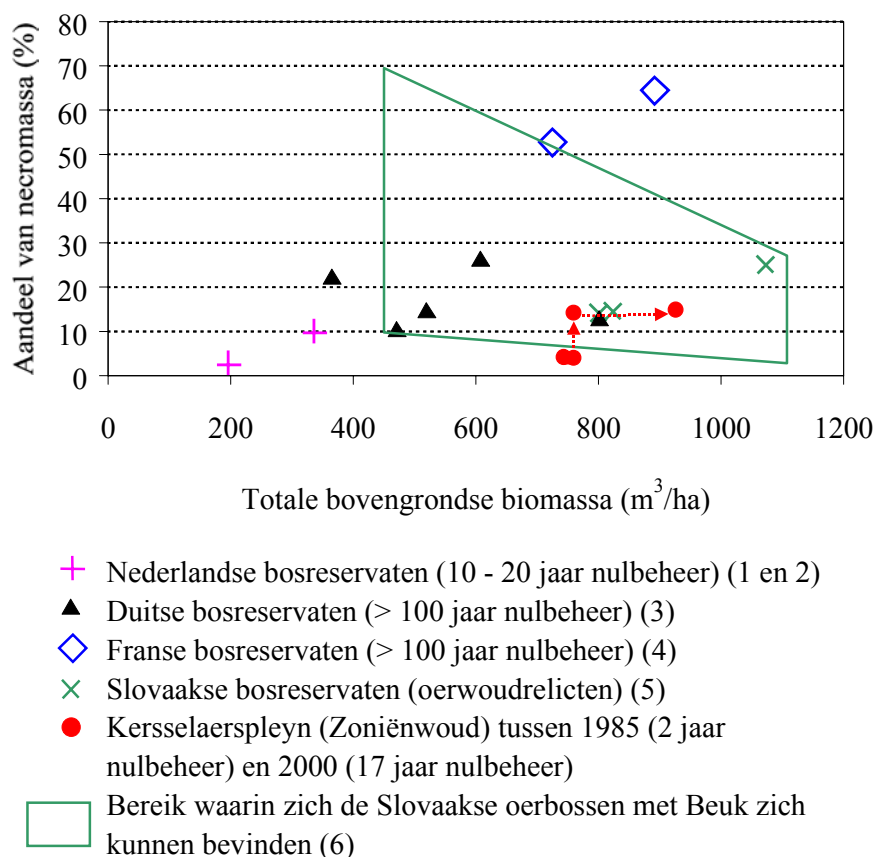 Aandeel van necromassa (%)
80
70
60
50
40
30
20
10
0
0 200 400 600 800 1000 1200
Totale bovengrondse biomassa (m³/ha)
Nederlandse bosreservaten (10 - 20 jaar nulbeheer) (1 en 2)
Duitse bosreservaten (> 100 jaar nulbeheer) (3)
Franse bosreservaten (> 100 jaar nulbeheer) (4)
Slovaakse bosreservaten (oerwoudrelicten) (5)
Kersselaerspleyn (Zoniënwoud) tussen 1985 (2 jaar
nulbeheer) en 2000 (17 jaar nulbeheer)
Bereik waarin zich de Slovaakse oerbossen met Beuk zich
kunnen bevinden (6)